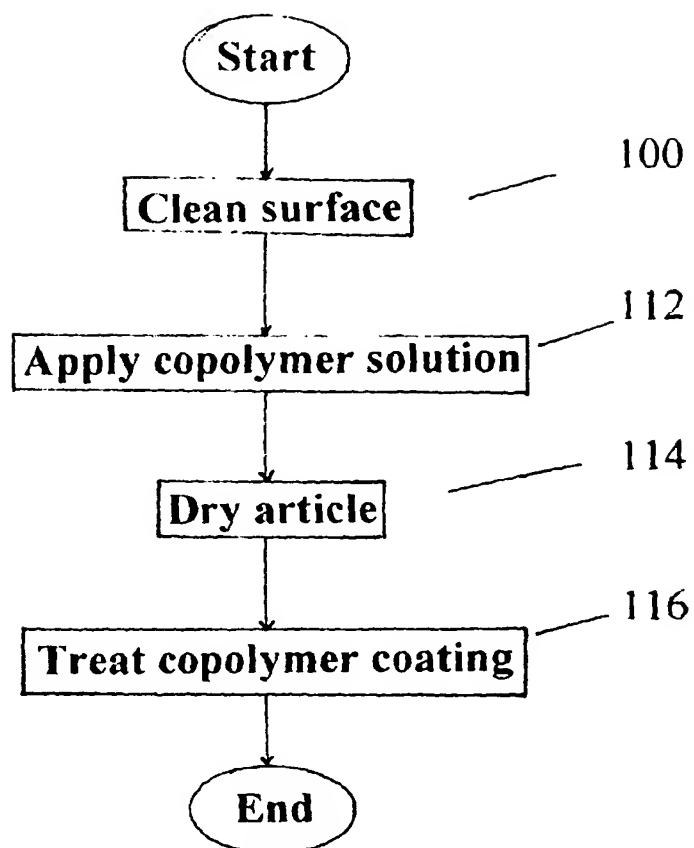 Start
100
Clean surface
112
Apply copolymer solution
114
Dry article
116
Treat copolymer coating
End